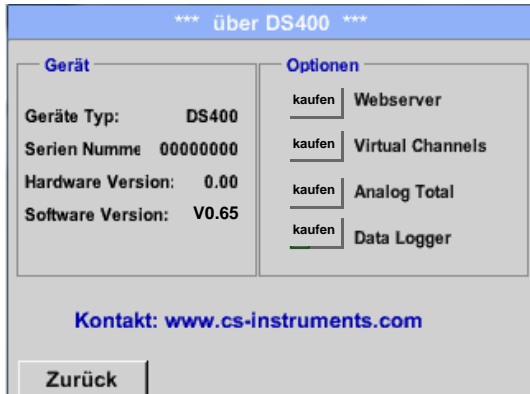 *** über DS400 ***
Gerät
Geräte Typ: DS400
Serien Numme 00000000
Hardware Version: 0.00
Software Version: V0.65
Optionen
kaufen Webserver
kaufen Virtual Channels
kaufen Analog Total
kaufen Data Logger
Kontakt: www.cs-instruments.com
Zurück